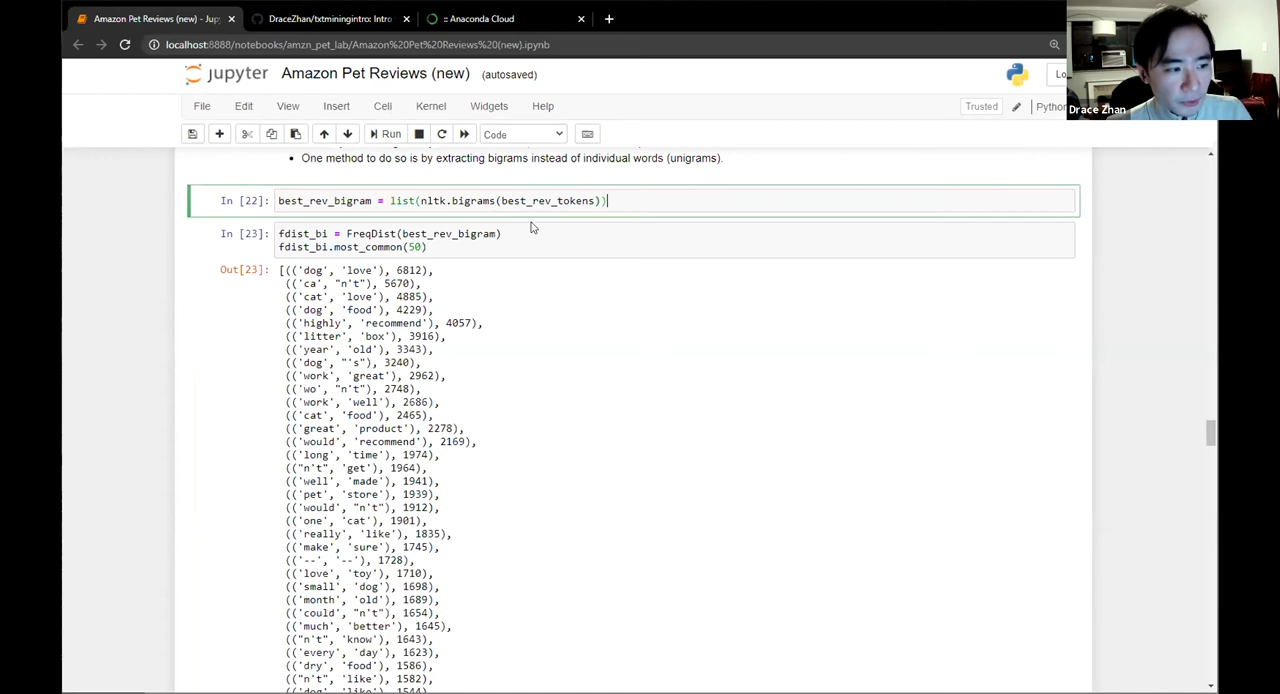 Amazon Pet Reviews (new) - Jup
DraceZhan/txtminingintro: Intro
:: Anaconda Cloud
localhost:8888/notebooks/amzn_pet_lab/Amazon%20Pet%20Reviews%20(new).ipynb
jupyter Amazon Pet Reviews (new) (autosaved)
Drace Zhan
File Edit View Insert Cell Kernel Widgets Help
Trusted
Python
Run
Code
• One method to do so is by extracting bigrams instead of individual words (unigrams).
In [22]: best_rev_bigram = list(nltk.bigrams(best_rev_tokens))
In [23]: fdist_bi = FreqDist(best_rev_bigram)
fdist_bi.most_common(50)
Out[23]: [(('dog', 'love'), 6812),
(('ca', "n't"), 5670),
(('cat', 'love'), 4885),
(('dog', 'food'), 4229),
(('highly', 'recommend'), 4057),
(('litter', 'box'), 3916),
(('year', 'old'), 3343),
(('dog', "'s"), 3240),
(('work', 'great'), 2962),
(('wo', "n't"), 2748),
(('work', 'well'), 2686),
(('cat', 'food'), 2465),
(('great', 'product'), 2278),
(('would', 'recommend'), 2169),
(('long', 'time'), 1974),
(("n't", 'get'), 1964),
(('well', 'made'), 1941),
(('pet', 'store'), 1939),
(('would', "n't"), 1912),
(('one', 'cat'), 1901),
(('really', 'like'), 1835),
(('make', 'sure'), 1745),
(('--', '--'), 1728),
(('love', 'toy'), 1710),
(('small', 'dog'), 1698),
(('month', 'old'), 1689),
(('could', "n't"), 1654),
(('much', 'better'), 1645),
(("n't", 'know'), 1643),
(('every', 'day'), 1623),
(('dry', 'food'), 1586),
(("n't", 'like'), 1582),
(('dog', 'like'), 1544)